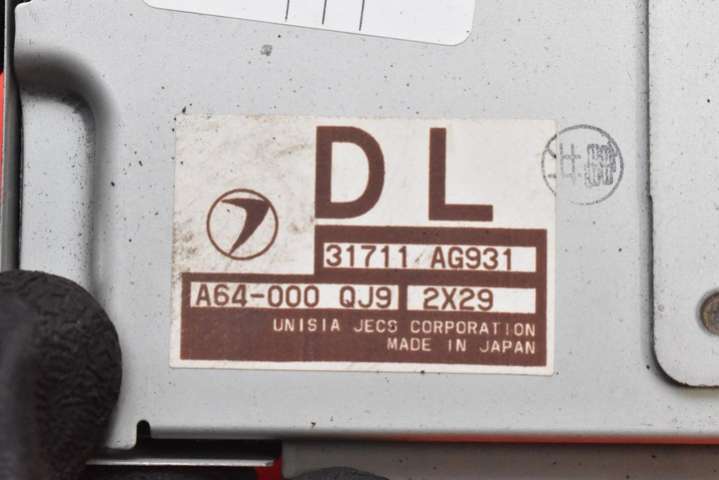 DL
31711 AG931
A64-000 QJ9 2X29
UNISIA JECS CORPORATION
MADE IN JAPAN